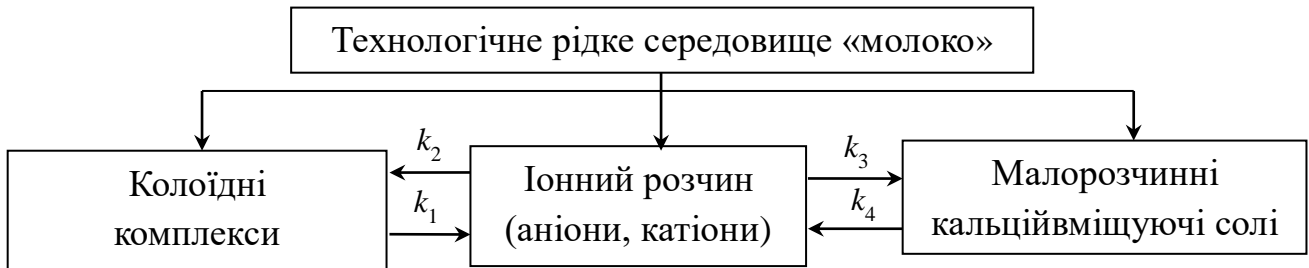 Технологічне рідке середовище «молоко»
k₂
k₃
Колоїдні
комплекси
k₁
Іонний розчин
(аніони, катіони)
k₄
Малорозчинні
кальційвміщуючі солі